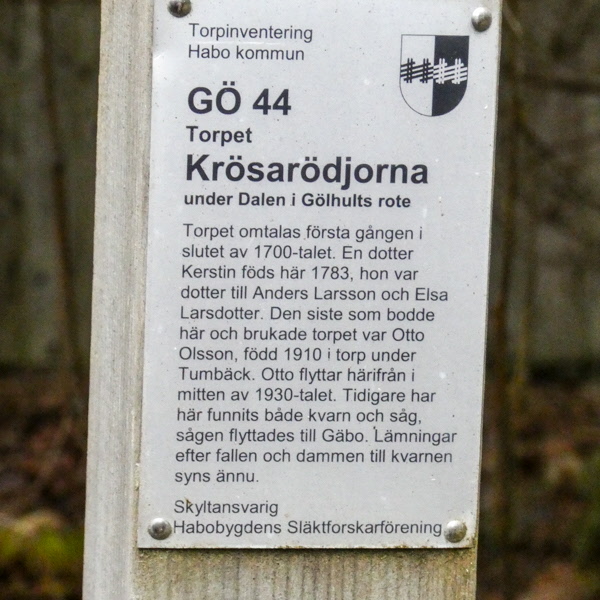 Torpinventering
Habo kommun
GÖ 44
Torpet
Krösarödjorna
under Dalen i Gölhults rote
Torpet omtalas första gången i
slutet av 1700-talet. En dotter
Kerstin föds här 1783, hon var
dotter till Anders Larsson och Elsa
Larsdotter. Den siste som bodde
här och brukade torpet var Otto
Olsson, född 1910 i torp under
Tumbäck. Otto flyttar härifrån i
mitten av 1930-talet. Tidigare har
här funnits både kvarn och såg,
sågen flyttades till Gäbo. Lämningar
efter fallen och dammen till kvarnen
syns ännu.
Skyltansvarig
Habobygdens Släktforskarförening